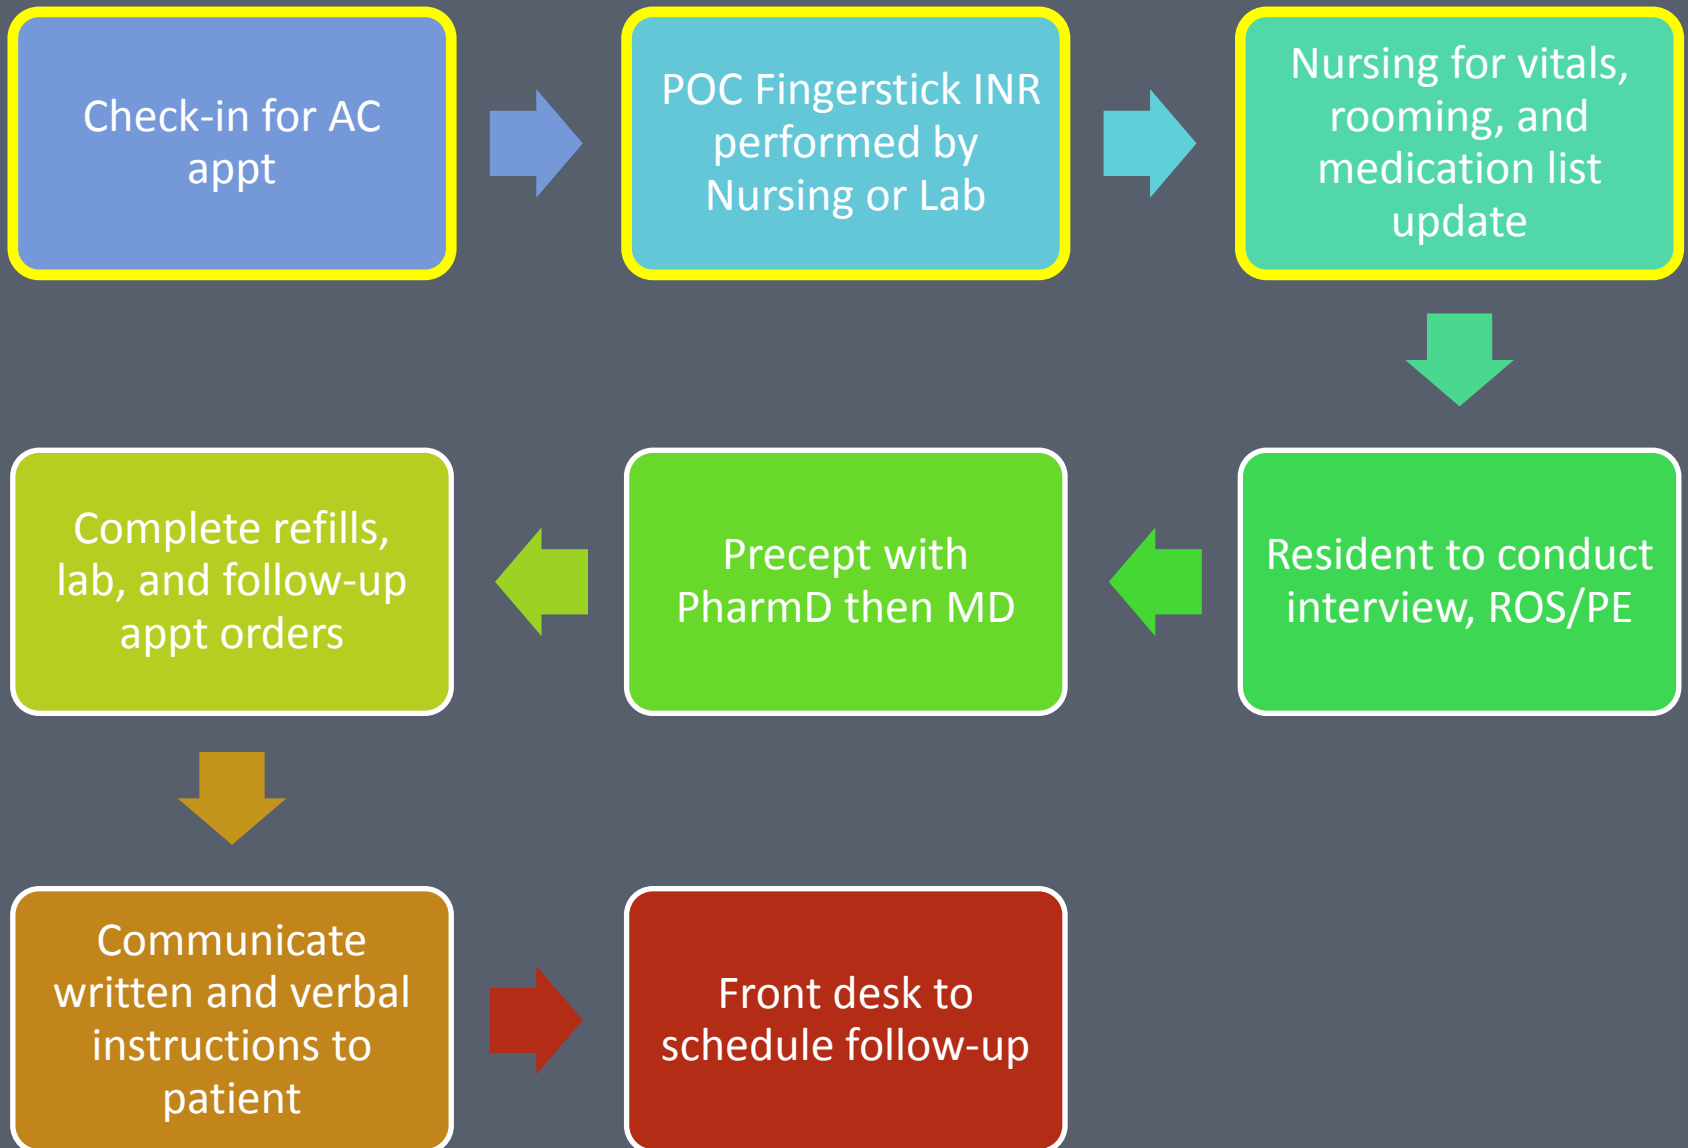 Check-in for AC
appt
POC Fingerstick INR
performed by
Nursing or Lab
Nursing for vitals,
rooming, and
medication list
update
Resident to conduct
interview, ROS/PE
Precept with
PharmD then MD
Complete refills,
lab, and follow-up
appt orders
Communicate
written and verbal
instructions to
patient
Front desk to
schedule follow-up